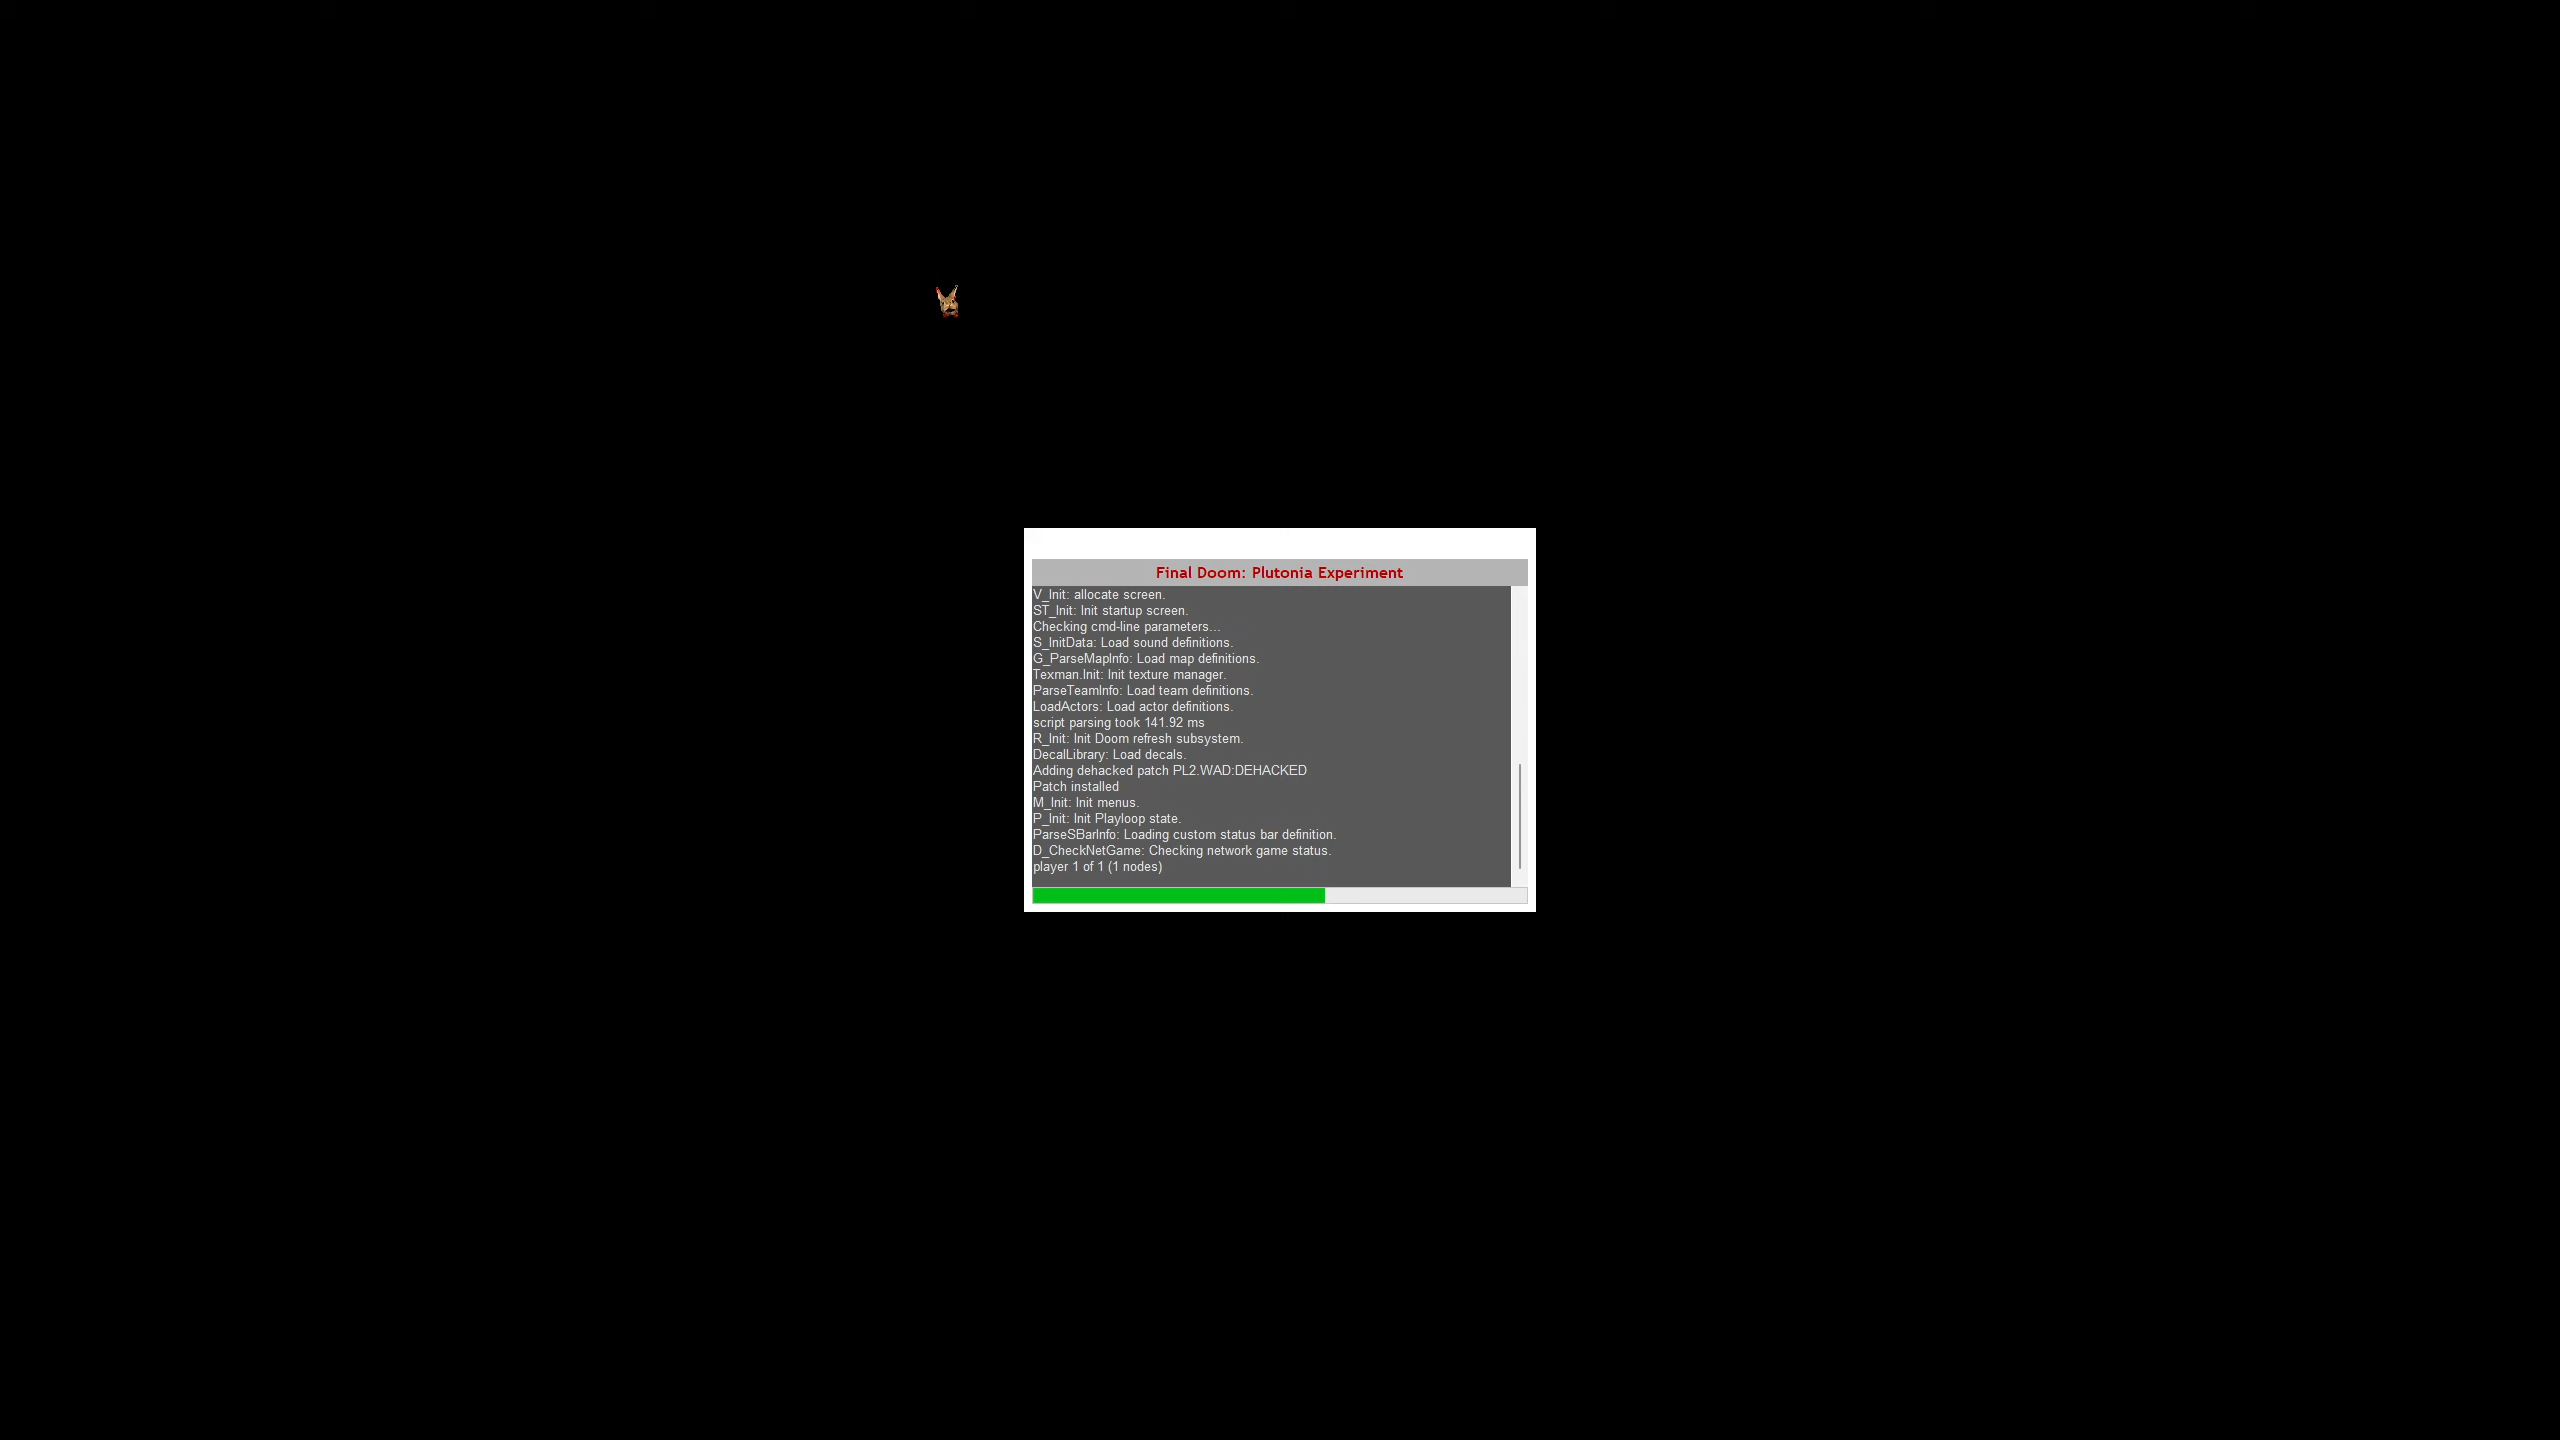 Final Doom: Plutonia Experiment
V_Init: allocate screen.
ST_Init: Init startup screen.
Checking cmd-line parameters...
S_InitData: Load sound definitions.
G_ParseMapInfo: Load map definitions.
Texman.Init: Init texture manager.
ParseTeamInfo: Load team definitions.
LoadActors: Load actor definitions.
script parsing took 141.92 ms
R_Init: Init Doom refresh subsystem.
DecalLibrary: Load decals.
Adding dehacked patch PL2.WAD:DEHACKED
Patch installed
M_Init: Init menus.
P_Init: Init Playloop state.
ParseSBarInfo: Loading custom status bar definition.
D_CheckNetGame: Checking network game status.
player 1 of 1 (1 nodes)